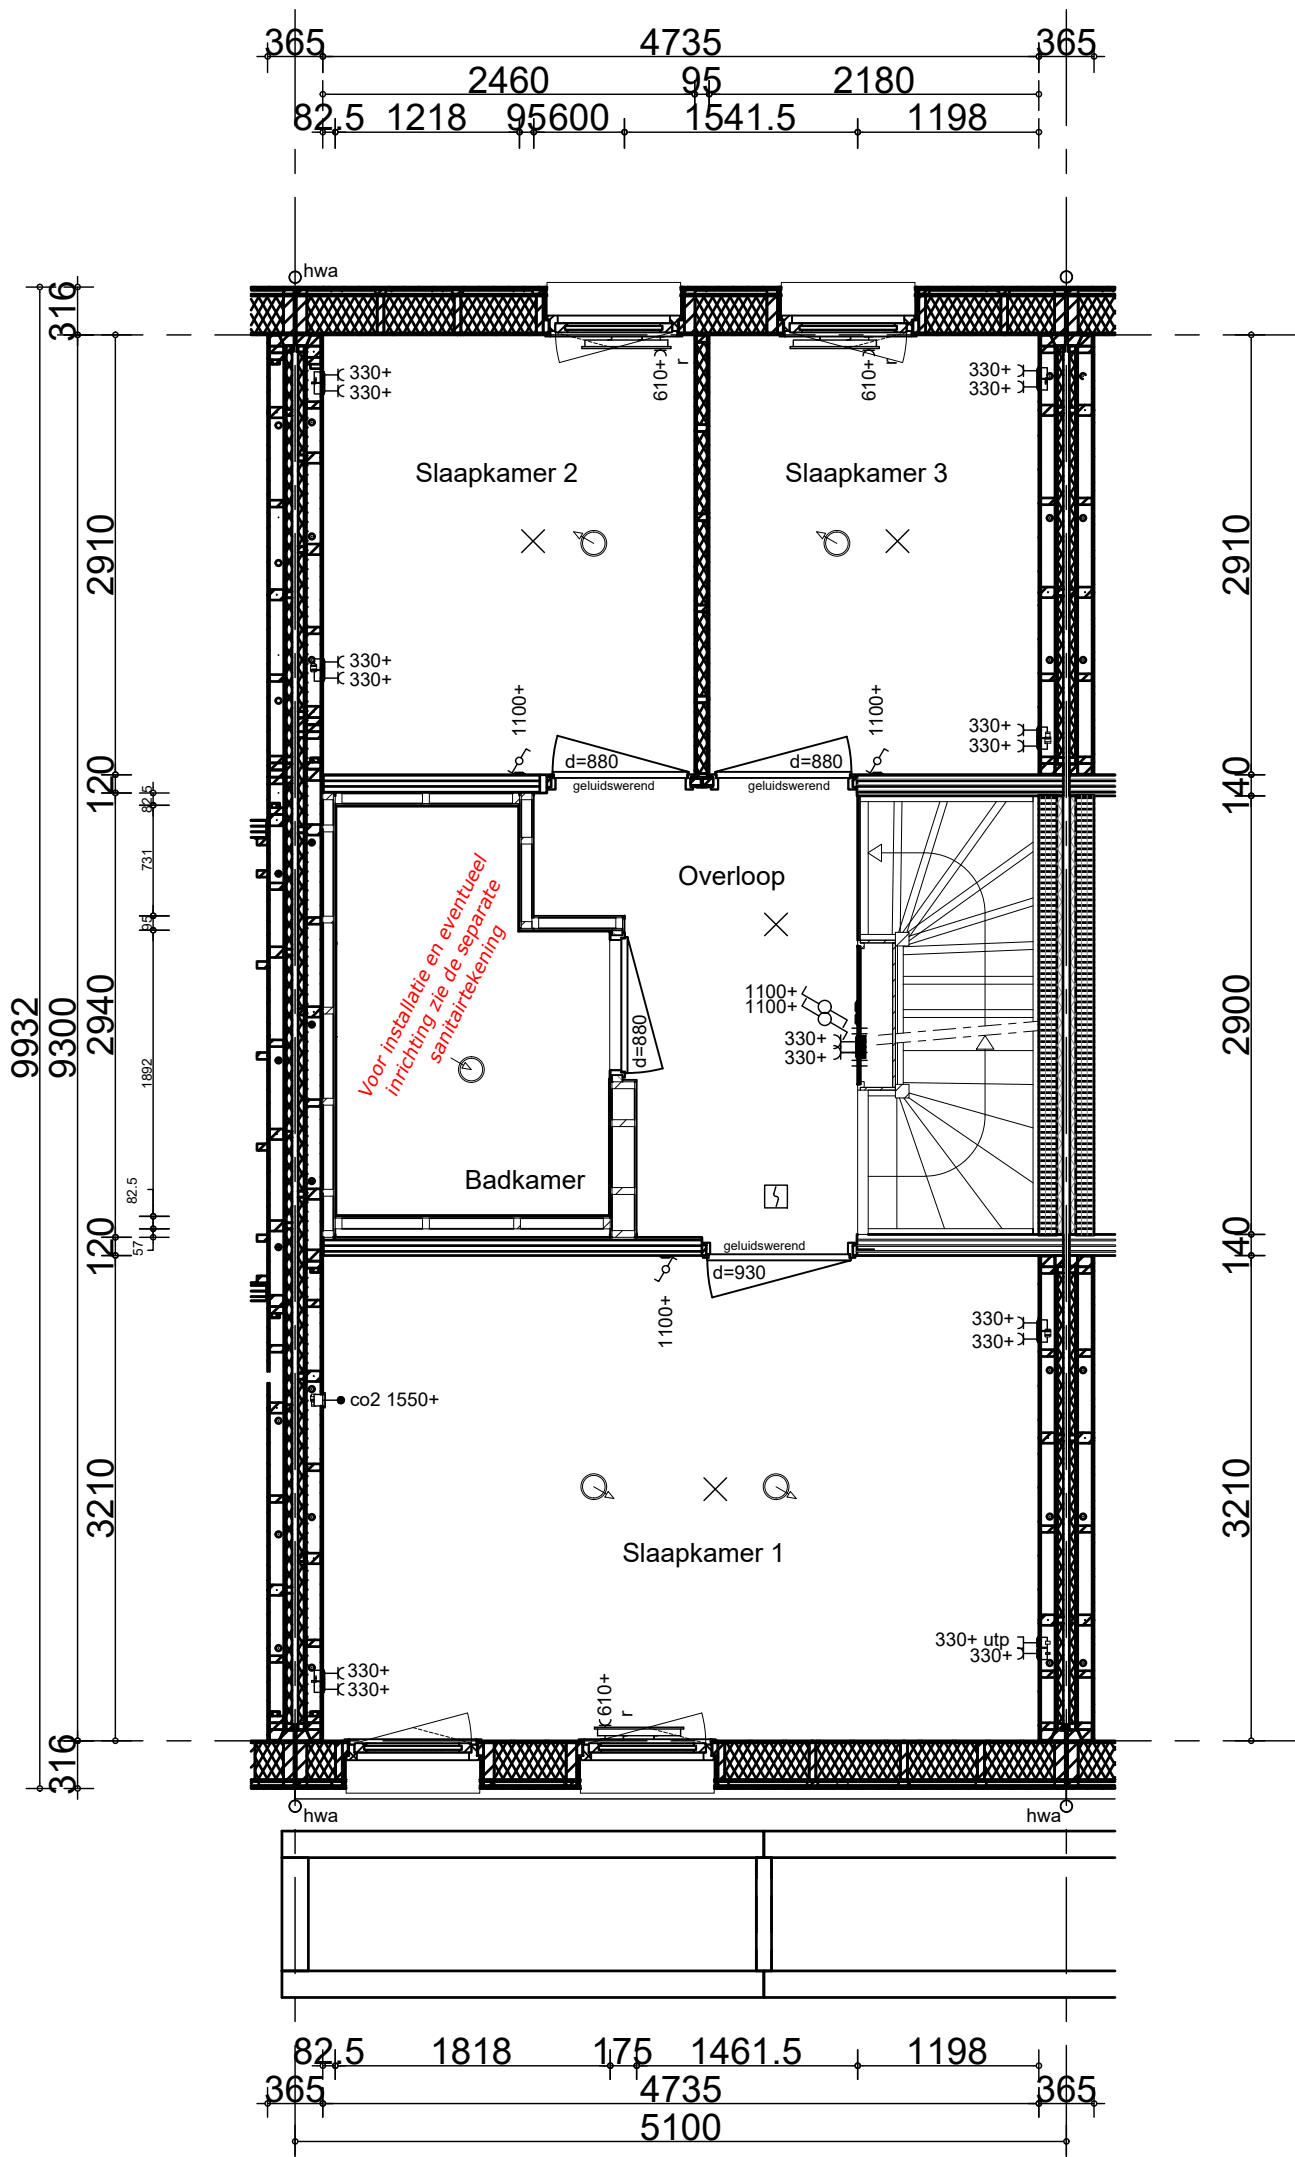 365 4735 365
2460 95 2180
82.5 1218 95 600 1541.5 1198
hwa
316
330+
330+
610+
r
610+
r
330+
330+
Slaapkamer 2
Slaapkamer 3
2910
2910
330+
330+
1100+
1100+
330+
330+
d=880
d=880
geluidswerend
geluidswerend
120
82.5
140
731
Overloop
95
Voor installatie en eventueel
inrichting zie de separate
sanitairtekening
1100+
1100+
330+
330+
d=880
9932
9300
2940
1892
2900
Badkamer
82.5
120
57
geluidswerend
140
d=930
1100+
330+
330+
co2 1550+
3210
3210
Slaapkamer 1
330+ utp
330+
330+
330+
610+
r
316
hwa
hwa
82.5 1818 175 1461.5 1198
365 4735 365
5100